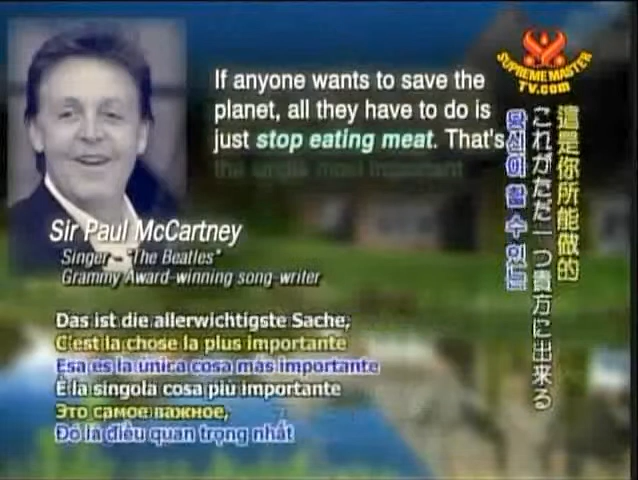 SUPREME MASTER
TV.com
If anyone wants to save the
planet, all they have to do is
just stop eating meat. That's
the single most important
Sir Paul McCartney
Singer - "The Beatles"
Grammy Award-winning song-writer
Das ist die allerwichtigste Sache,
C'est la chose la plus importante
Esa es la única cosa más importante
È la singola cosa più importante
Это самое важное,
Đó là điều quan trọng nhất
這是你所能做的
これがただ一つ貴方に出来る
당신이 할 수 있는